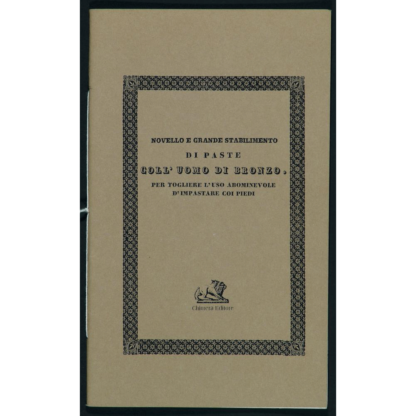 NOVELLO E GRANDE STABILIMENTO
DI PASTE
COLL' UOMO DI BRONZO,
PER TOGLIERE L'USO ABOMINEVOLE
D'IMPASTARE COI PIEDI
Chimera Editore